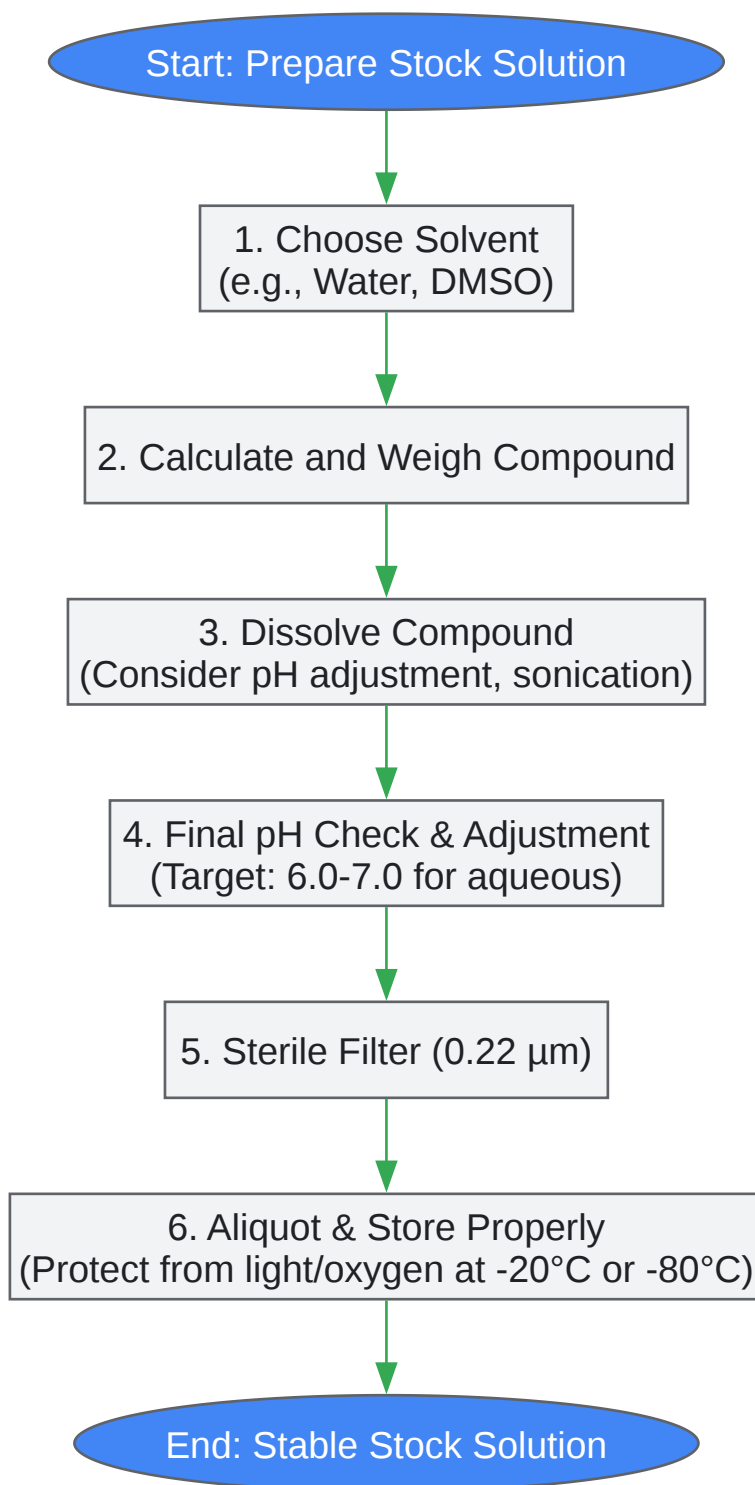 Start: Prepare Stock Solution
1. Choose Solvent
(e.g., Water, DMSO)
2. Calculate and Weigh Compound
3. Dissolve Compound
(Consider pH adjustment, sonication)
4. Final pH Check & Adjustment
(Target: 6.0-7.0 for aqueous)
5. Sterile Filter (0.22 µm)
6. Aliquot & Store Properly
(Protect from light/oxygen at -20°C or -80°C)
End: Stable Stock Solution